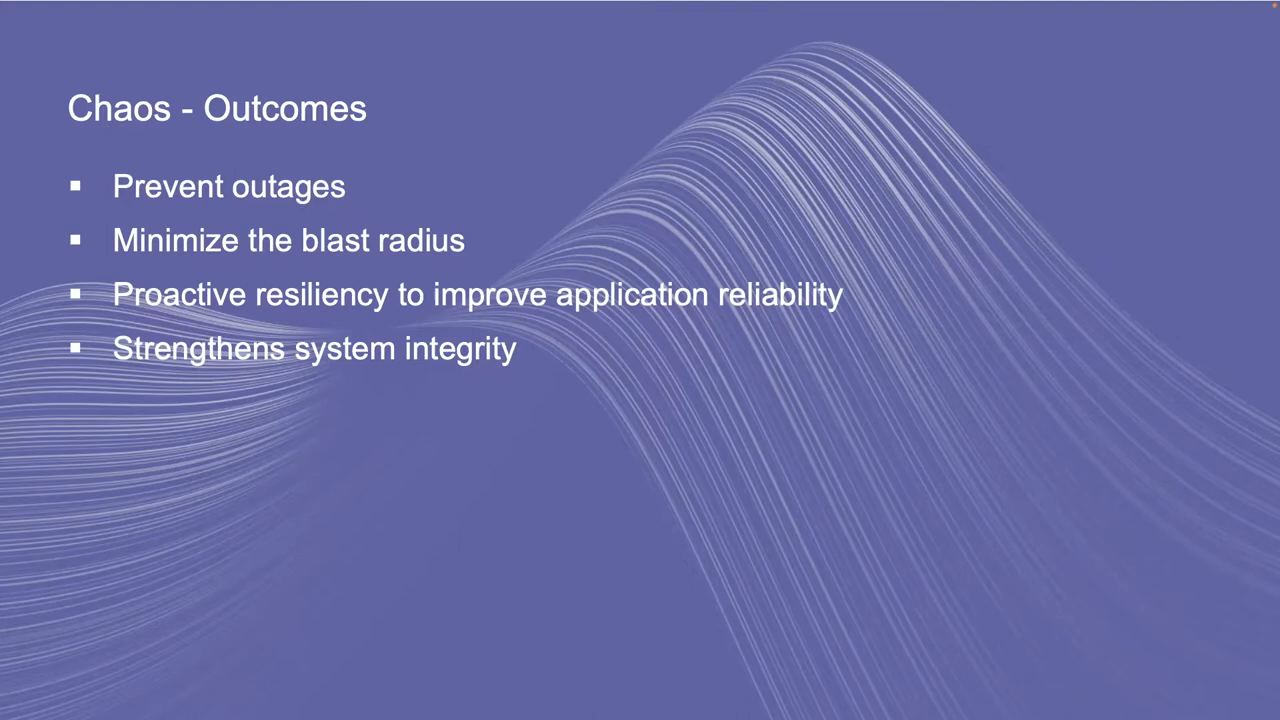 Chaos - Outcomes
▪ Prevent outages
▪ Minimize the blast radius
▪ Proactive resiliency to improve application reliability
▪ Strengthens system integrity